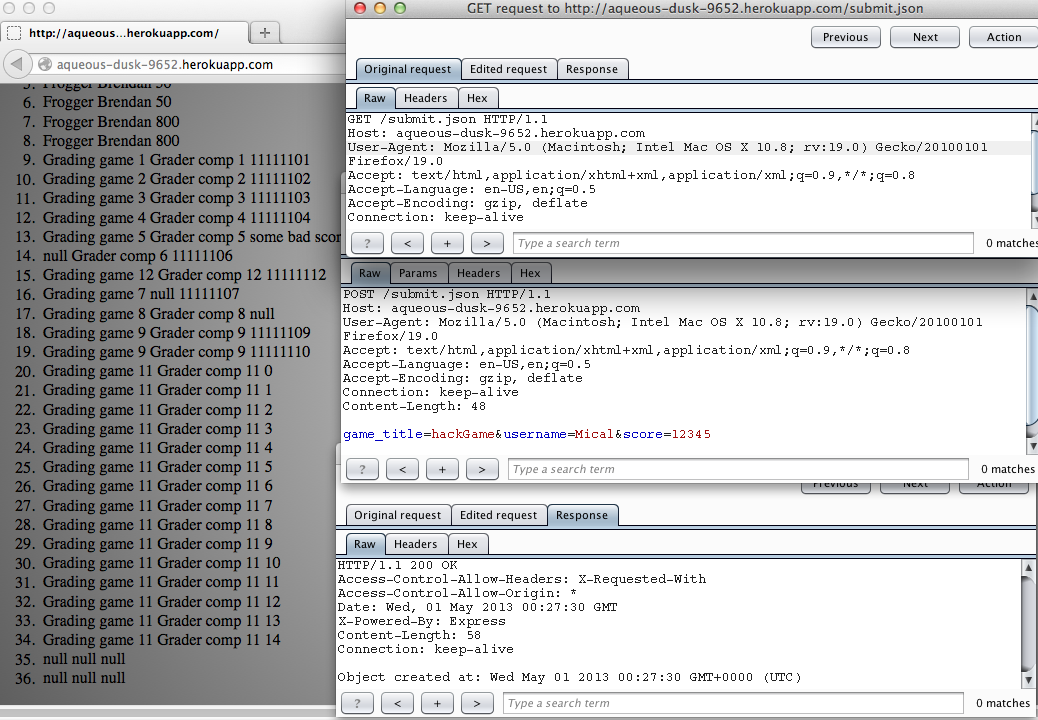 http://aqueous...herokuapp.com/
+
aqueous-dusk-9652.herokuapp.com
5. Frogger Brendan 50
6. Frogger Brendan 50
7. Frogger Brendan 800
8. Frogger Brendan 800
9. Grading game 1 Grader comp 1 11111101
10. Grading game 2 Grader comp 2 11111102
11. Grading game 3 Grader comp 3 11111103
12. Grading game 4 Grader comp 4 11111104
13. Grading game 5 Grader comp 5 some bad scor
14. null Grader comp 6 11111106
15. Grading game 12 Grader comp 12 11111112
16. Grading game 7 null 11111107
17. Grading game 8 Grader comp 8 null
18. Grading game 9 Grader comp 9 11111109
19. Grading game 9 Grader comp 9 11111110
20. Grading game 11 Grader comp 11 0
21. Grading game 11 Grader comp 11 1
22. Grading game 11 Grader comp 11 2
23. Grading game 11 Grader comp 11 3
24. Grading game 11 Grader comp 11 4
25. Grading game 11 Grader comp 11 5
26. Grading game 11 Grader comp 11 6
27. Grading game 11 Grader comp 11 7
28. Grading game 11 Grader comp 11 8
29. Grading game 11 Grader comp 11 9
30. Grading game 11 Grader comp 11 10
31. Grading game 11 Grader comp 11 11
32. Grading game 11 Grader comp 11 12
33. Grading game 11 Grader comp 11 13
34. Grading game 11 Grader comp 11 14
35. null null null
36. null null null
GET request to http://aqueous-dusk-9652.herokuapp.com/submit.json
Previous Next Action
Original request Edited request Response
Raw Headers Hex
GET /submit.json HTTP/1.1
Host: aqueous-dusk-9652.herokuapp.com
User-Agent: Mozilla/5.0 (Macintosh; Intel Mac OS X 10.8; rv:19.0) Gecko/20100101
Firefox/19.0
Accept: text/html,application/xhtml+xml,application/xml;q=0.9,*/*;q=0.8
Accept-Language: en-US,en;q=0.5
Accept-Encoding: gzip, deflate
Connection: keep-alive
? < + > Type a search term 0 matches
Raw Params Headers Hex
POST /submit.json HTTP/1.1
Host: aqueous-dusk-9652.herokuapp.com
User-Agent: Mozilla/5.0 (Macintosh; Intel Mac OS X 10.8; rv:19.0) Gecko/20100101
Firefox/19.0
Accept: text/html,application/xhtml+xml,application/xml;q=0.9,*/*;q=0.8
Accept-Language: en-US,en;q=0.5
Accept-Encoding: gzip, deflate
Connection: keep-alive
Content-Length: 48
game_title=hackGame&username=Mical&score=12345
? < + > Type a search term 0 matches
Previous Next Action
Original request Edited request Response
Raw Headers Hex
HTTP/1.1 200 OK
Access-Control-Allow-Headers: X-Requested-With
Access-Control-Allow-Origin: *
Date: Wed, 01 May 2013 00:27:30 GMT
X-Powered-By: Express
Content-Length: 58
Connection: keep-alive
Object created at: Wed May 01 2013 00:27:30 GMT+0000 (UTC)
? < + > Type a search term 0 matches